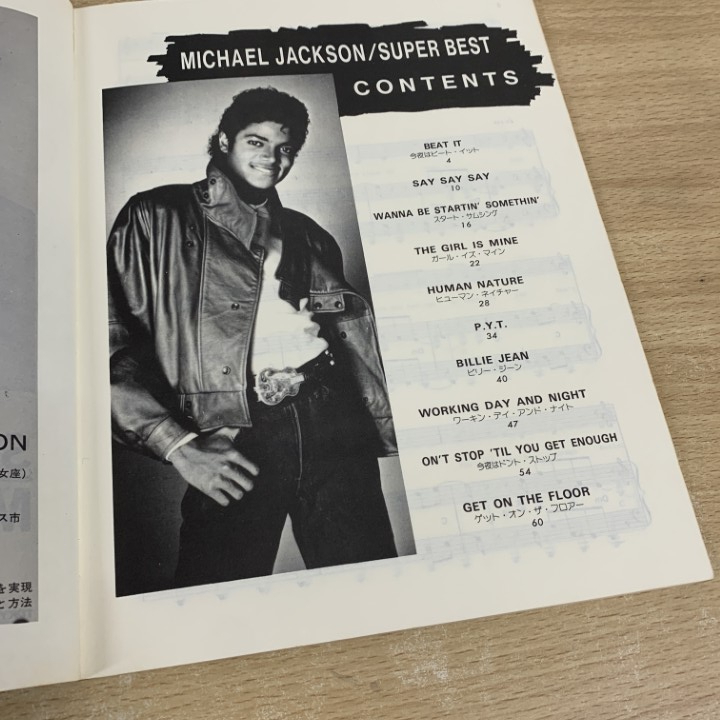 ON
女座)
ス市
を実現
と方法
MICHAEL JACKSON/SUPER BEST
CONTENTS
BEAT IT
今夜はビート・イット
4
SAY SAY SAY
10
WANNA BE STARTIN' SOMETHIN'
スタート・サムシング
16
THE GIRL IS MINE
ガール・イズ・マイン
22
HUMAN NATURE
ヒューマン・ネイチャー
28
P.Y.T.
34
BILLIE JEAN
ビリー・ジーン
40
WORKING DAY AND NIGHT
ワーキン・デイ・アンド・ナイト
47
ON'T STOP 'TIL YOU GET ENOUGH
今夜はドント・ストップ
54
GET ON THE FLOOR
ゲット・オン・ザ・フロアー
60